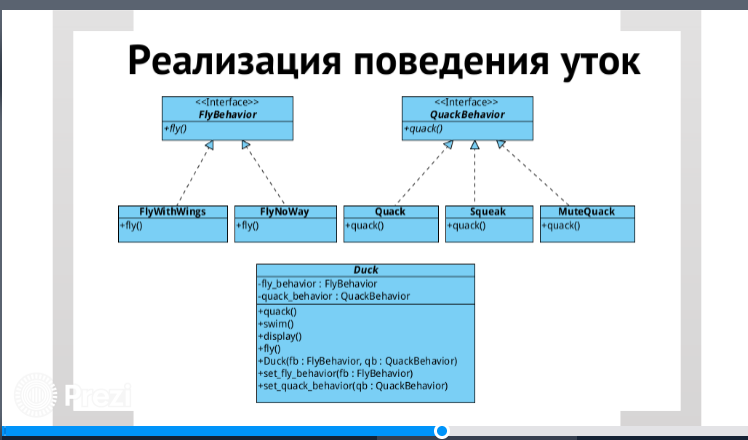 Реализация поведения уток
<<Interface>>
FlyBehavior
+fly()
<<Interface>>
QuackBehavior
+quack()
FlyWithWings
+fly()
FlyNoWay
+fly()
Quack
+quack()
Squeak
+quack()
MuteQuack
+quack()
Duck
-fly_behavior : FlyBehavior
-quack_behavior : QuackBehavior
+quack()
+swim()
+display()
+fly()
+Duck(fb : FlyBehavior, qb : QuackBehavior)
+set_fly_behavior(fb : FlyBehavior)
+set_quack_behavior(qb : QuackBehavior)
Prezi